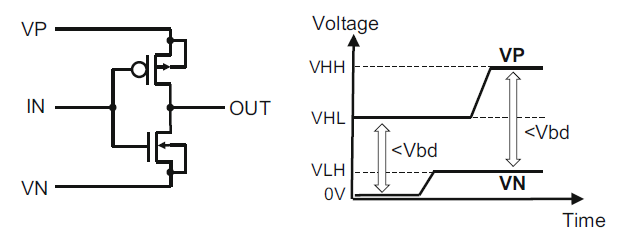 VP
IN
OUT
VN
Voltage
VHH
VP
VHL
<Vbd
<Vbd
VLH
VN
0V
Time